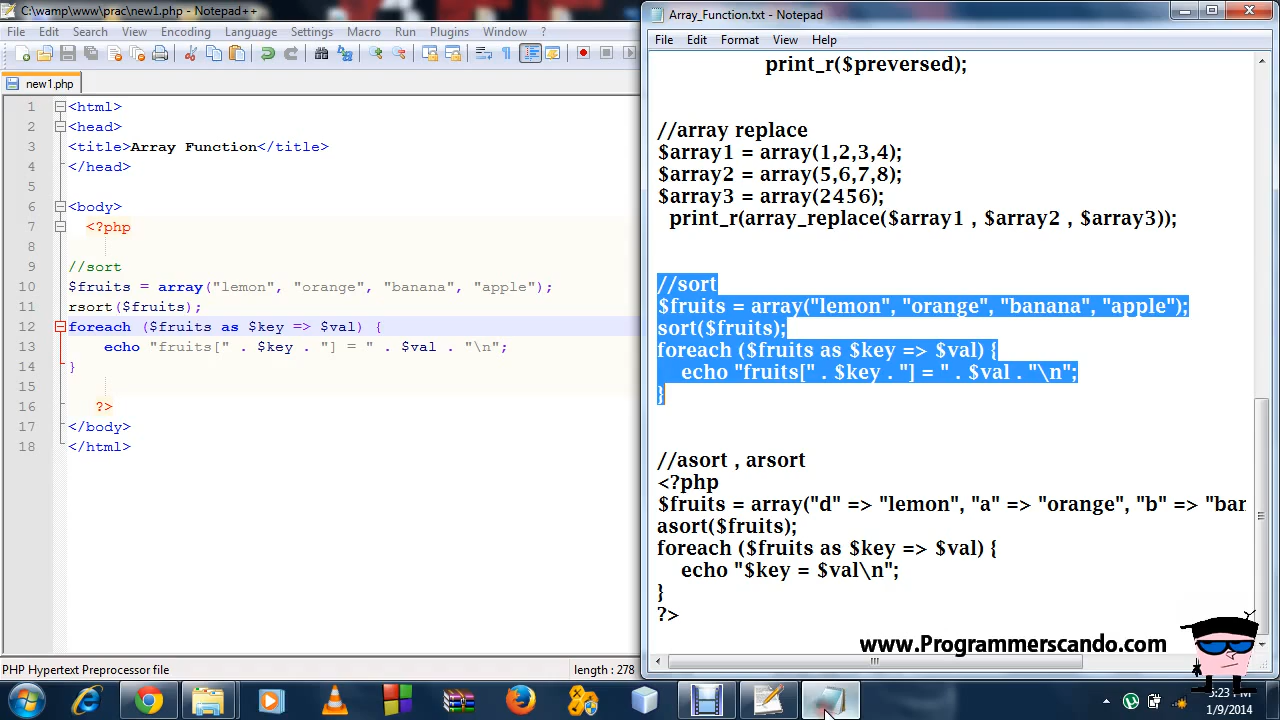 C:\wamp\www\prac\new1.php - Notepad++
File Edit Search View Encoding Language Settings Macro Run Plugins Window ?
new1.php
1 <html>
2 <head>
3 <title>Array Function</title>
4 </head>
5
6 <body>
7 <?php
8
9 //sort
10 $fruits = array("lemon", "orange", "banana", "apple");
11 rsort($fruits);
12 foreach ($fruits as $key => $val) {
13 echo "fruits[" . $key . "] = " . $val . "\n";
14 }
15
16 ?>
17 </body>
18 </html>
PHP Hypertext Preprocessor file length : 278
Array_Function.txt - Notepad
File Edit Format View Help
print_r($preversed);
//array replace
$array1 = array(1,2,3,4);
$array2 = array(5,6,7,8);
$array3 = array(2456);
print_r(array_replace($array1 , $array2 , $array3));
//sort
$fruits = array("lemon", "orange", "banana", "apple");
sort($fruits);
foreach ($fruits as $key => $val) {
echo "fruits[" . $key . "] = " . $val . "\n";
}
//asort , arsort
<?php
$fruits = array("d" => "lemon", "a" => "orange", "b" => "ban
asort($fruits);
foreach ($fruits as $key => $val) {
echo "$key = $val\n";
}
?>
www.Programmerscando.com
:23 PM
1/9/2014